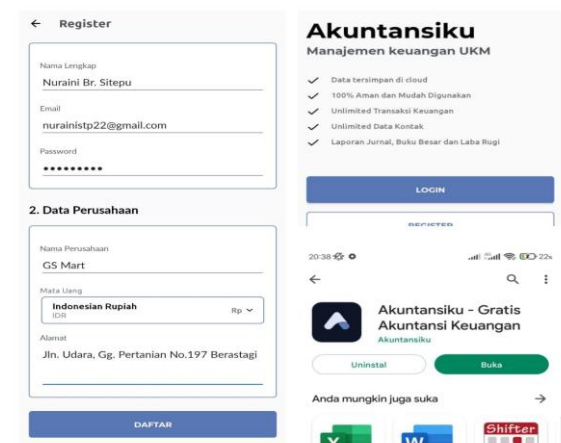 ← Register
Nama Lengkap
Nuraini Br. Sitepu
Email
nurainistp22@gmail.com
Password
•••••••••
2. Data Perusahaan
Nama Perusahaan
GS Mart
Mata Uang
Indonesian Rupiah
IDR
Rp
Alamat
Jln. Udara, Gg. Pertanian No.197 Berastagi
DAFTAR
Akuntansiku
Manajemen keuangan UKM
Data tersimpan di cloud
100% Aman dan Mudah Digunakan
Unlimited Transaksi Keuangan
Unlimited Data Kontak
Laporan Jurnal, Buku Besar dan Laba Rugi
LOGIN
REGISTER
20:38
Akuntansiku - Gratis
Akuntansi Keuangan
Akuntansiku
Uninstal
Buka
Anda mungkin juga suka →
X
W
Shifter